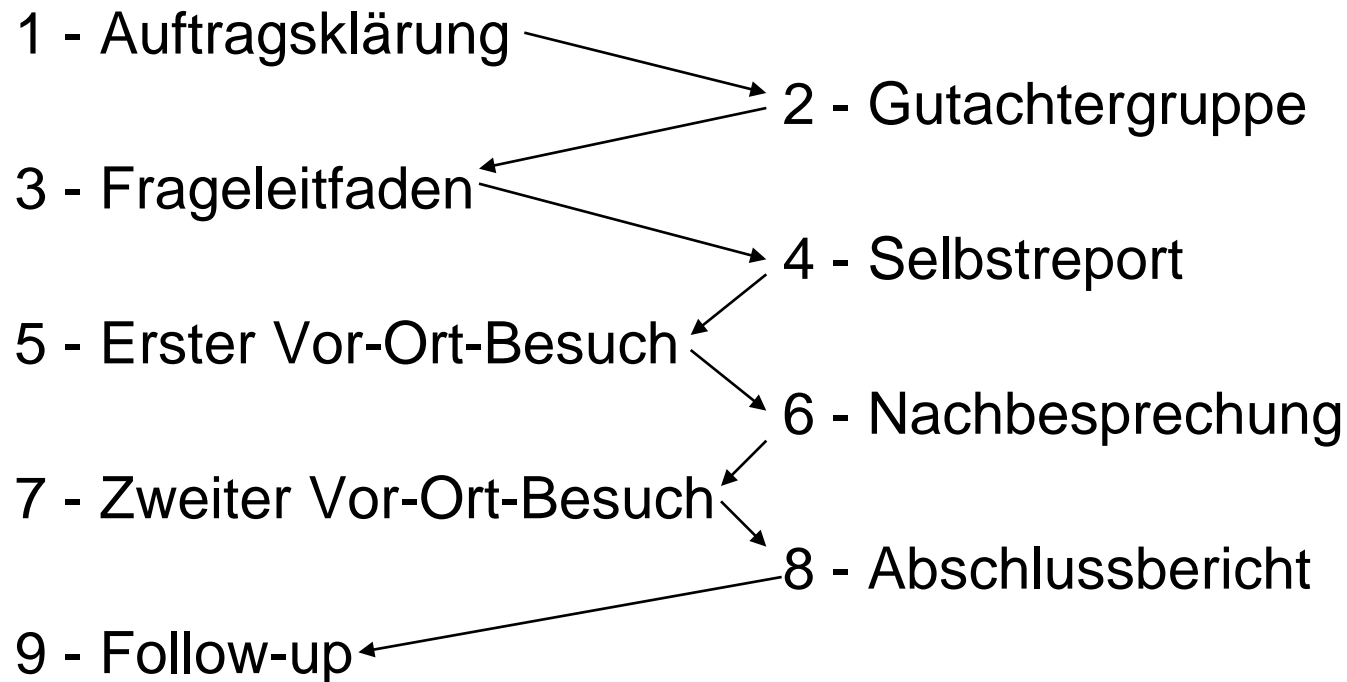 1 - Auftragsklärung
2 - Gutachtergruppe
3 - Frageleitfaden
4 - Selbstreport
5 - Erster Vor-Ort-Besuch
6 - Nachbesprechung
7 - Zweiter Vor-Ort-Besuch
8 - Abschlussbericht
9 - Follow-up